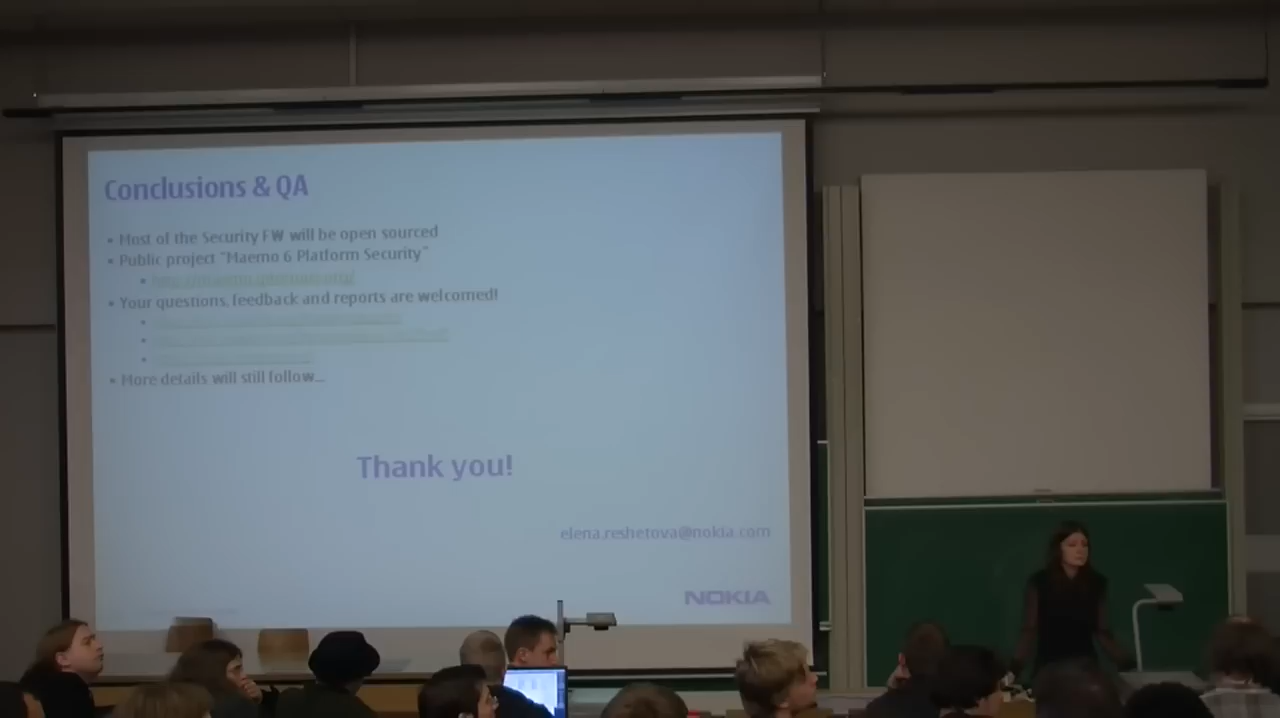 Conclusions & QA
• Most of the Security FW will be open sourced
• Public project "Maemo 6 Platform Security"
• Your questions, feedback and reports are welcomed!
• More details will still follow...
Thank you!
elena.reshetova@nokia.com
NOKIA